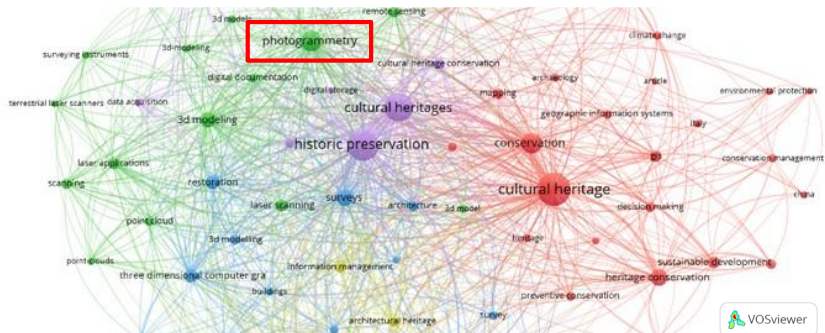 3d models
remote sensing
photogrammetry
climate change
surveying instruments
3d-modeling
cultural heritage conservation
digital documentation
archaeology
article
digital storage
mapping
environmental protection
terrestrial laser scanners
data acquisition
cultural heritages
geographic information systems
3d modeling
italy
historic preservation
conservation
laser applications
gis
conservation management
scanning
restoration
cultural heritage
china
surveys
laser scanning
architecture
3d model
decision making
point cloud
3d modelling
heritage
point-clouds
information management
sustainable development
three dimensional computer gra
heritage conservation
buildings
preventive conservation
architectural heritage
survey
VOSviewer